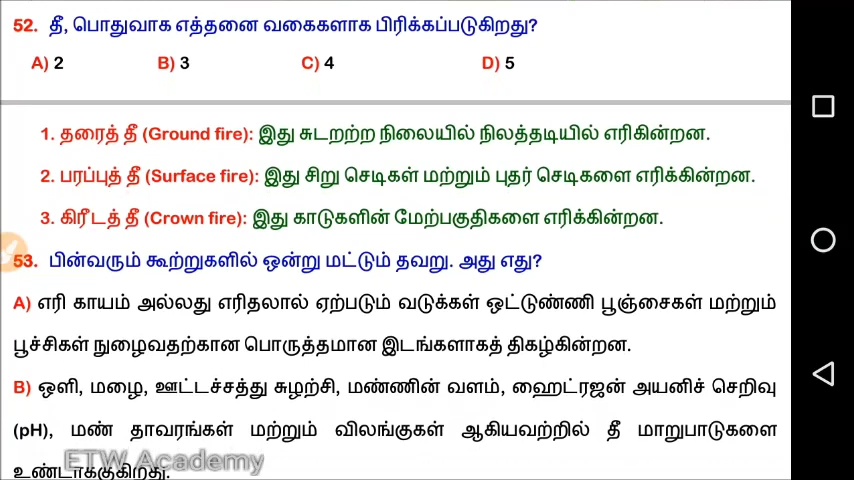 52. தீ, பொதுவாக எத்தனை வகைகளாக பிரிக்கப்படுகிறது?
A) 2 B) 3 C) 4 D) 5
1. தரைத் தீ (Ground fire): இது சுடறற்ற நிலையில் நிலத்தடியில் எரிகின்றன.
2. பரப்புத் தீ (Surface fire): இது சிறு செடிகள் மற்றும் புதர் செடிகளை எரிக்கின்றன.
3. கிரீடத் தீ (Crown fire): இது காடுகளின் மேற்பகுதிகளை எரிக்கின்றன.
53. பின்வரும் கூற்றுகளில் ஒன்று மட்டும் தவறு. அது எது?
A) எரி காயம் அல்லது எரிதலால் ஏற்படும் வடுக்கள் ஒட்டுண்ணி பூஞ்சைகள் மற்றும்
பூச்சிகள் நுழைவதற்கான பொருத்தமான இடங்களாகத் திகழ்கின்றன.
B) ஒளி, மழை, ஊட்டச்சத்து சுழற்சி, மண்ணின் வளம், ஹைட்ரஜன் அயனிச் செறிவு
(pH), மண் தாவரங்கள் மற்றும் விலங்குகள் ஆகியவற்றில் தீ மாறுபாடுகளை
உண்டாக்குகிறது.
ETW Academy